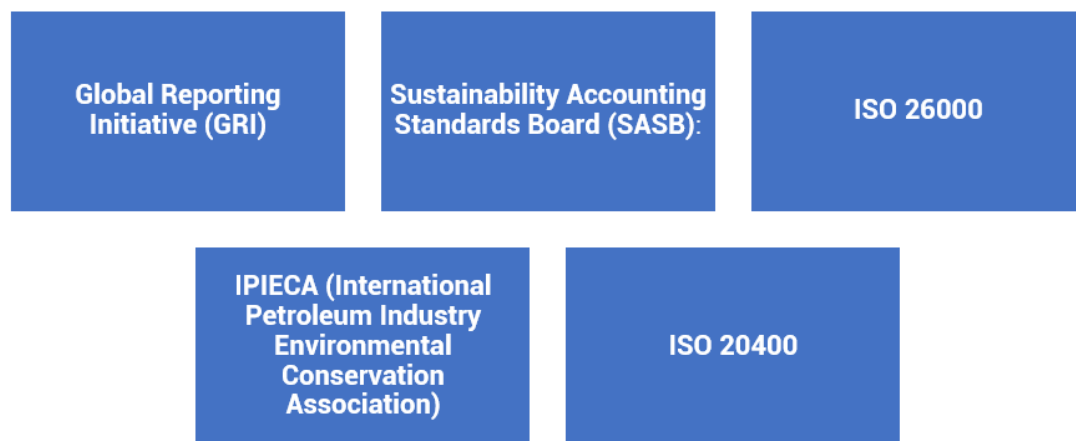 Global Reporting
Initiative (GRI)
Sustainability Accounting
Standards Board (SASB):
ISO 26000
IPIECA (International
Petroleum Industry
Environmental
Conservation
Association)
ISO 20400